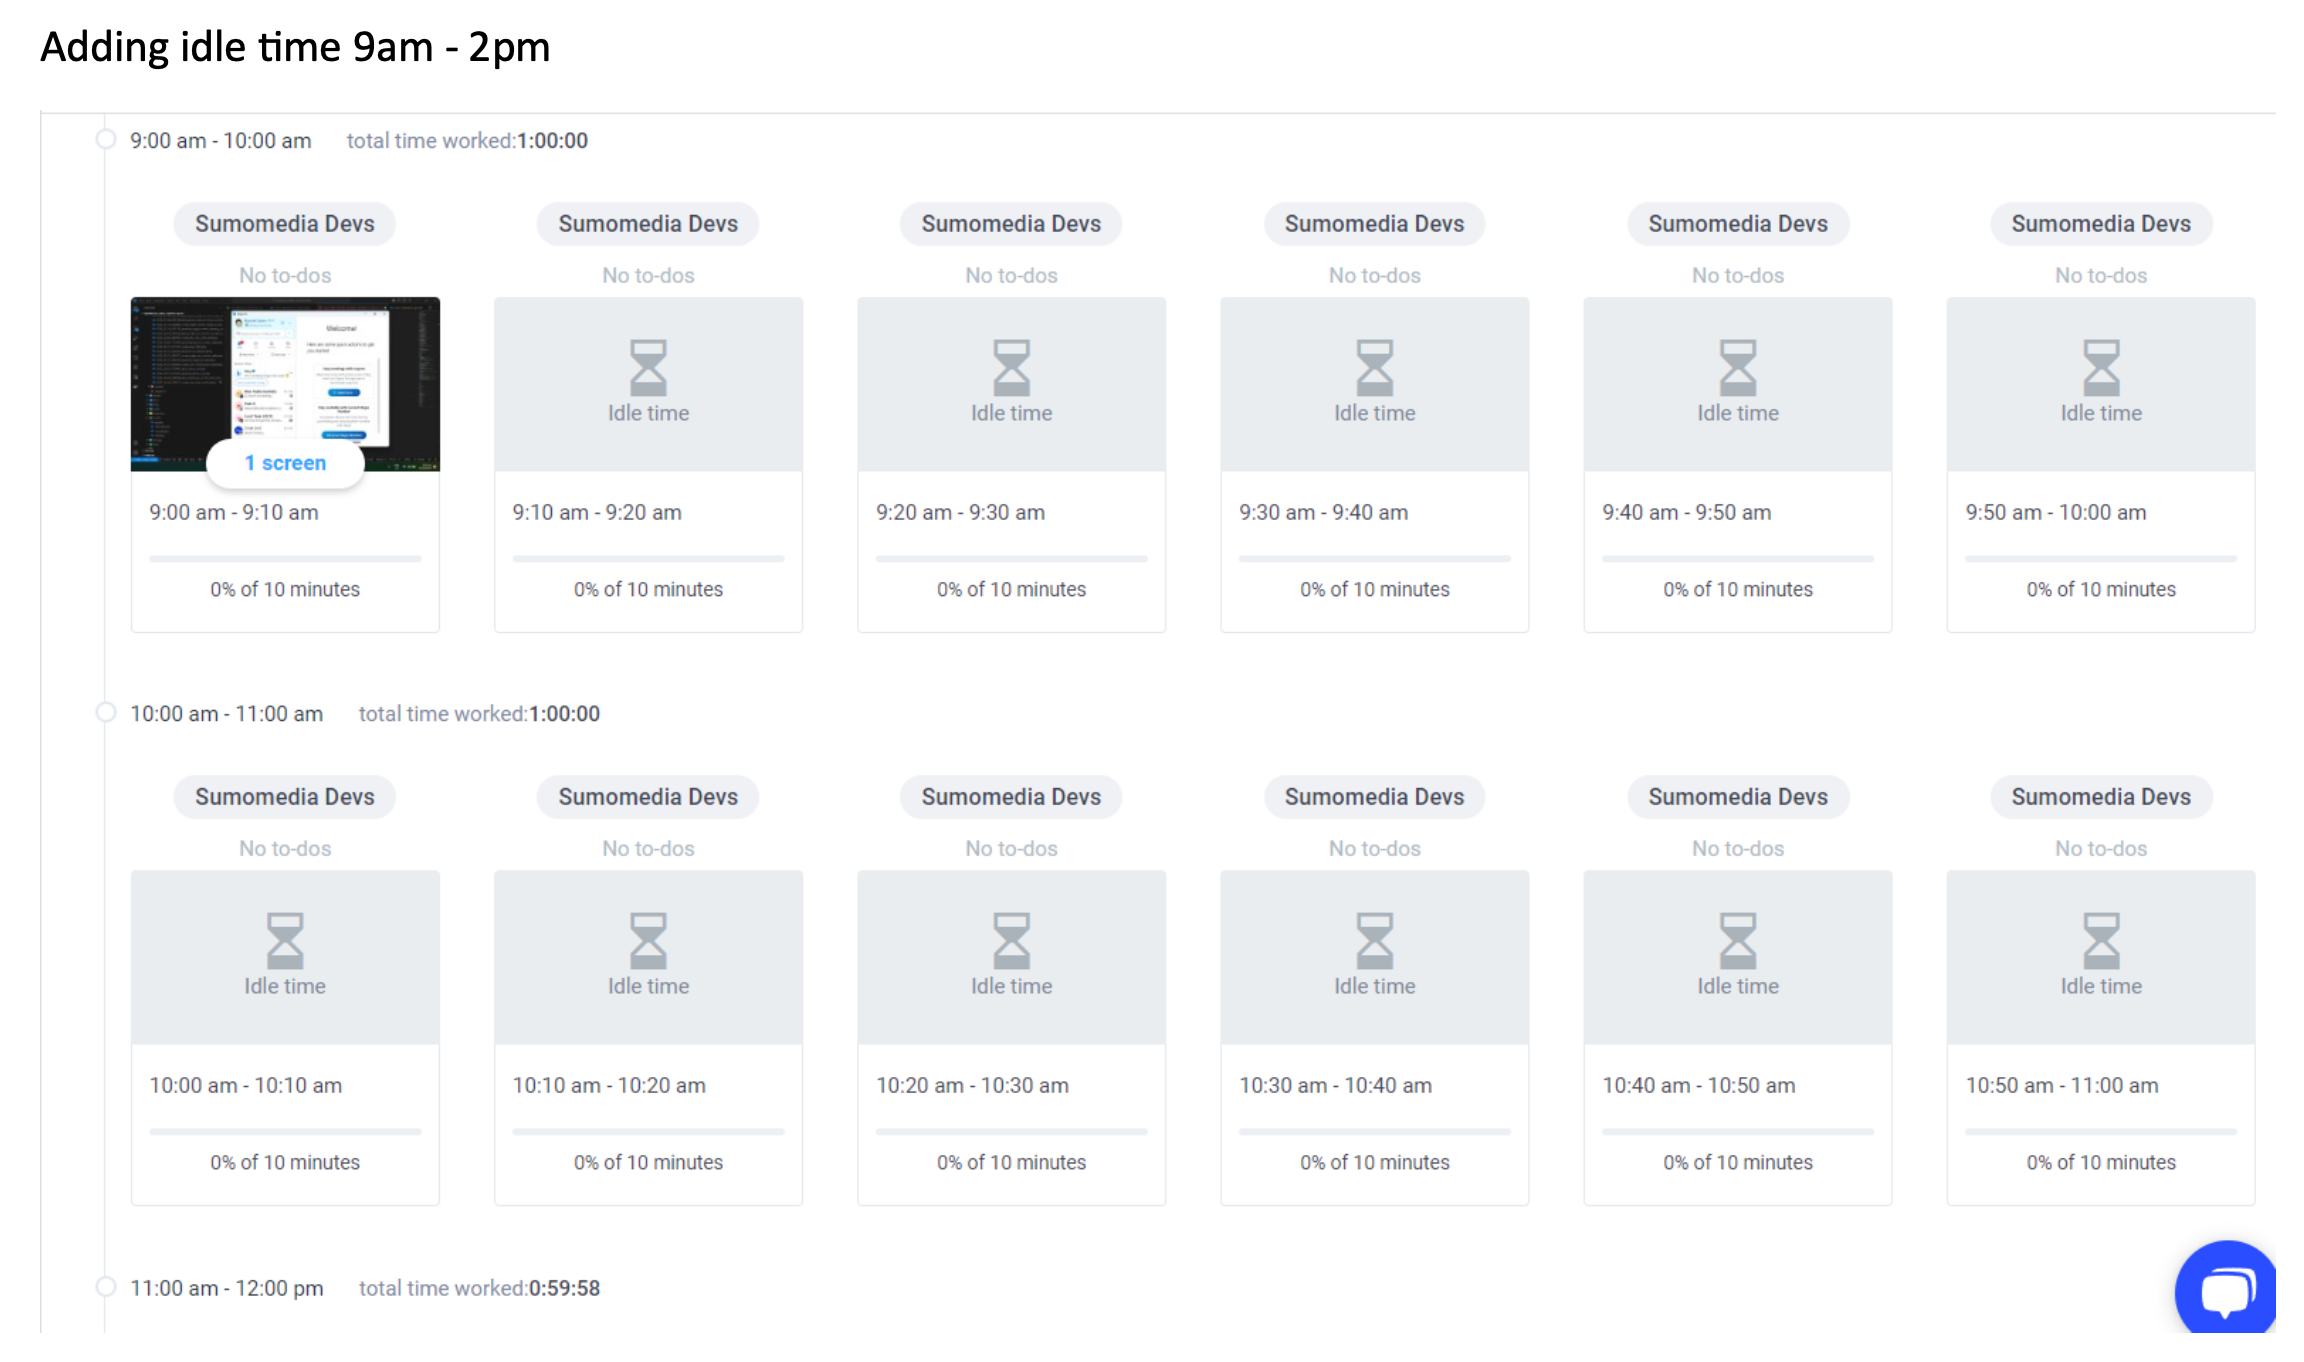 Adding idle time 9am - 2pm
9:00 am - 10:00 am total time worked:1:00:00
Sumomedia Devs Sumomedia Devs Sumomedia Devs Sumomedia Devs Sumomedia Devs Sumomedia Devs
No to-dos No to-dos No to-dos No to-dos No to-dos No to-dos
Welcome!
Idle time Idle time Idle time Idle time Idle time
1 screen
9:00 am - 9:10 am 9:10 am - 9:20 am 9:20 am - 9:30 am 9:30 am - 9:40 am 9:40 am - 9:50 am 9:50 am - 10:00 am
0% of 10 minutes 0% of 10 minutes 0% of 10 minutes 0% of 10 minutes 0% of 10 minutes 0% of 10 minutes
10:00 am - 11:00 am total time worked:1:00:00
Sumomedia Devs Sumomedia Devs Sumomedia Devs Sumomedia Devs Sumomedia Devs Sumomedia Devs
No to-dos No to-dos No to-dos No to-dos No to-dos No to-dos
Idle time Idle time Idle time Idle time Idle time Idle time
10:00 am - 10:10 am 10:10 am - 10:20 am 10:20 am - 10:30 am 10:30 am - 10:40 am 10:40 am - 10:50 am 10:50 am - 11:00 am
0% of 10 minutes 0% of 10 minutes 0% of 10 minutes 0% of 10 minutes 0% of 10 minutes 0% of 10 minutes
11:00 am - 12:00 pm total time worked:0:59:58